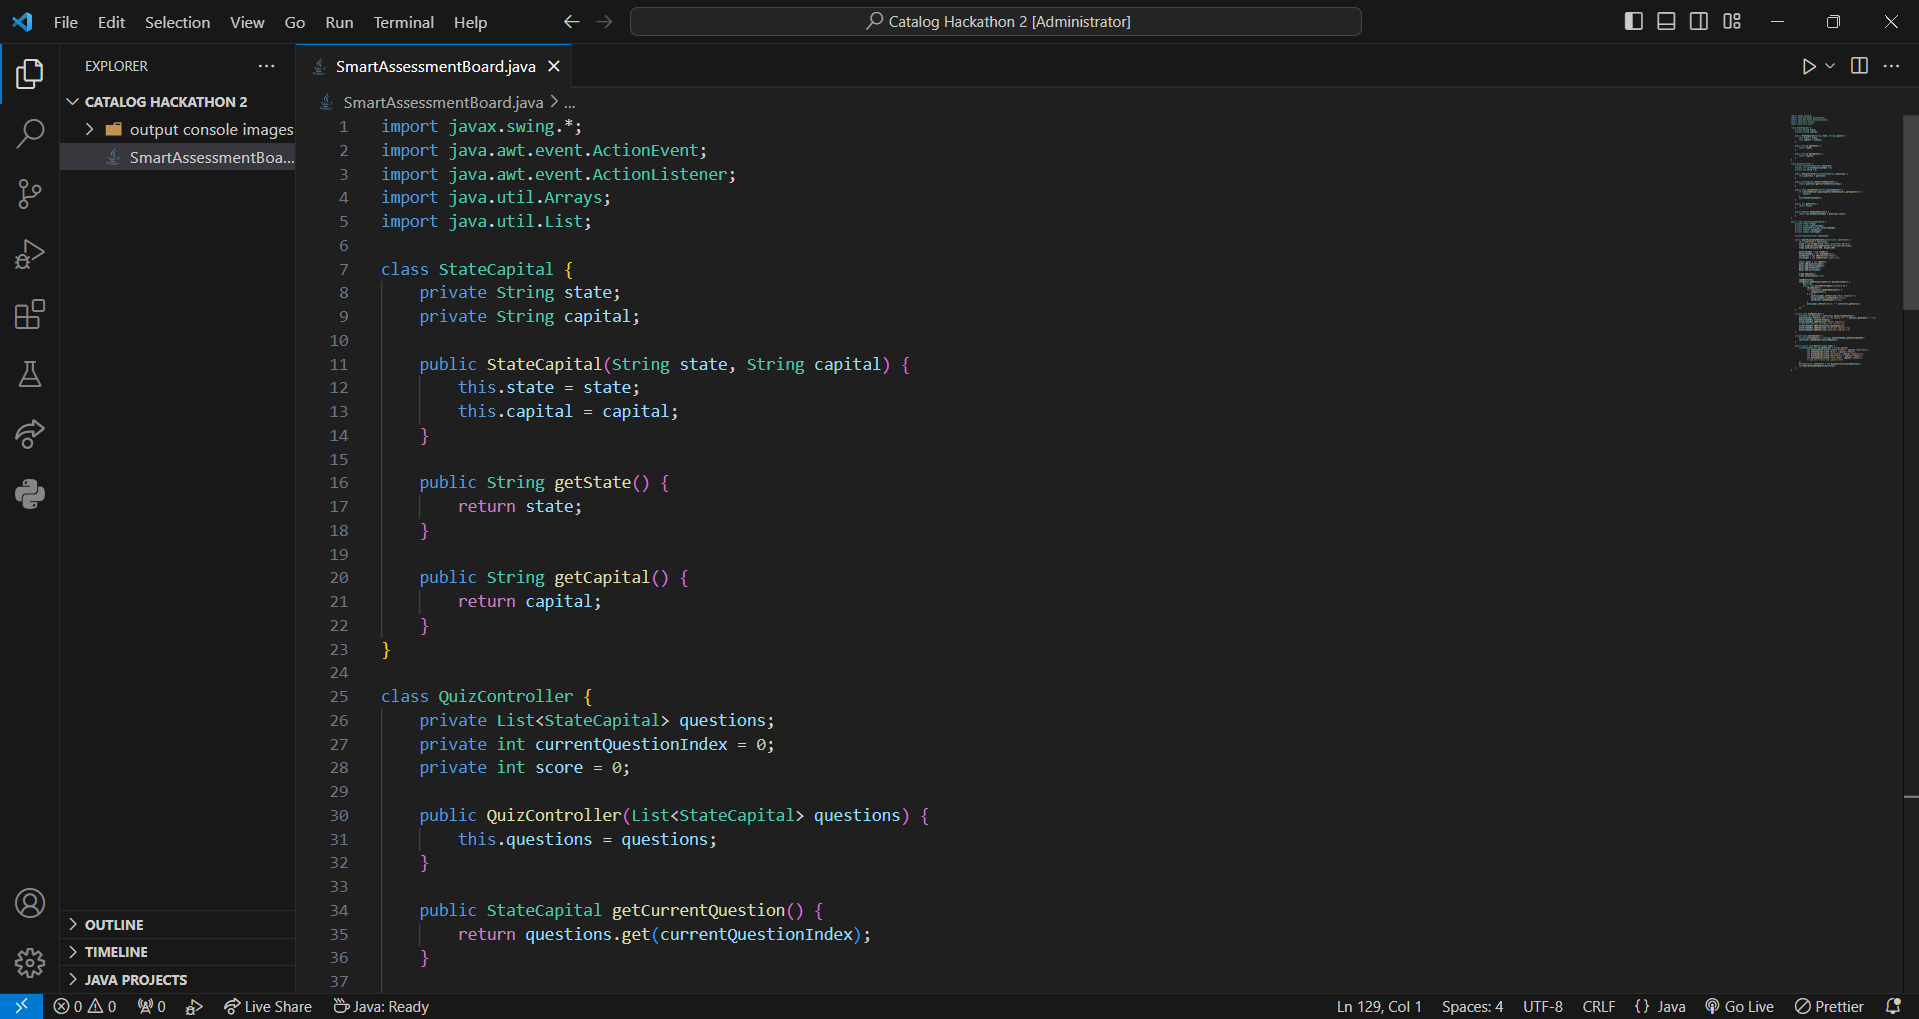 File Edit Selection View Go Run Terminal Help
Catalog Hackathon 2 [Administrator]
EXPLORER
CATALOG HACKATHON 2
output console images
SmartAssessmentBoa...
OUTLINE
TIMELINE
JAVA PROJECTS
SmartAssessmentBoard.java
SmartAssessmentBoard.java > ...
1 import javax.swing.*;
2 import java.awt.event.ActionEvent;
3 import java.awt.event.ActionListener;
4 import java.util.Arrays;
5 import java.util.List;
6
7 class StateCapital {
8     private String state;
9     private String capital;
10
11     public StateCapital(String state, String capital) {
12         this.state = state;
13         this.capital = capital;
14     }
15
16     public String getState() {
17         return state;
18     }
19
20     public String getCapital() {
21         return capital;
22     }
23 }
24
25 class QuizController {
26     private List<StateCapital> questions;
27     private int currentQuestionIndex = 0;
28     private int score = 0;
29
30     public QuizController(List<StateCapital> questions) {
31         this.questions = questions;
32     }
33
34     public StateCapital getCurrentQuestion() {
35         return questions.get(currentQuestionIndex);
36     }
37
0 0 0 Live Share Java: Ready Ln 129, Col 1 Spaces: 4 UTF-8 CRLF {} Java Go Live Prettier